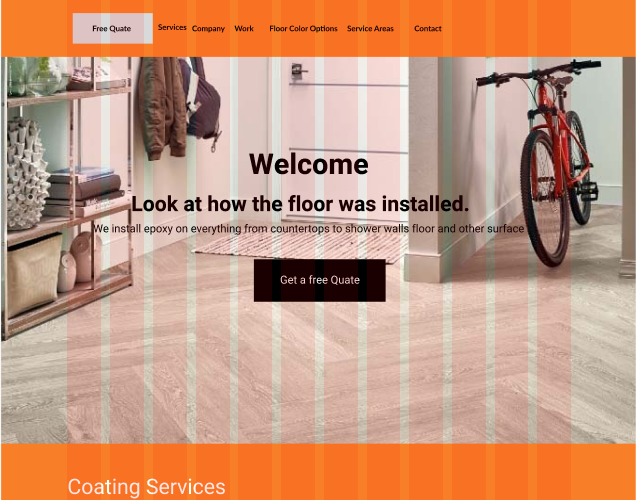 Free Quate Services Company Work Floor Color Options Service Areas Contact
Welcome
Look at how the floor was installed.
We install epoxy on everything from countertops to shower walls floor and other surface
Get a free Quate
Coating Services